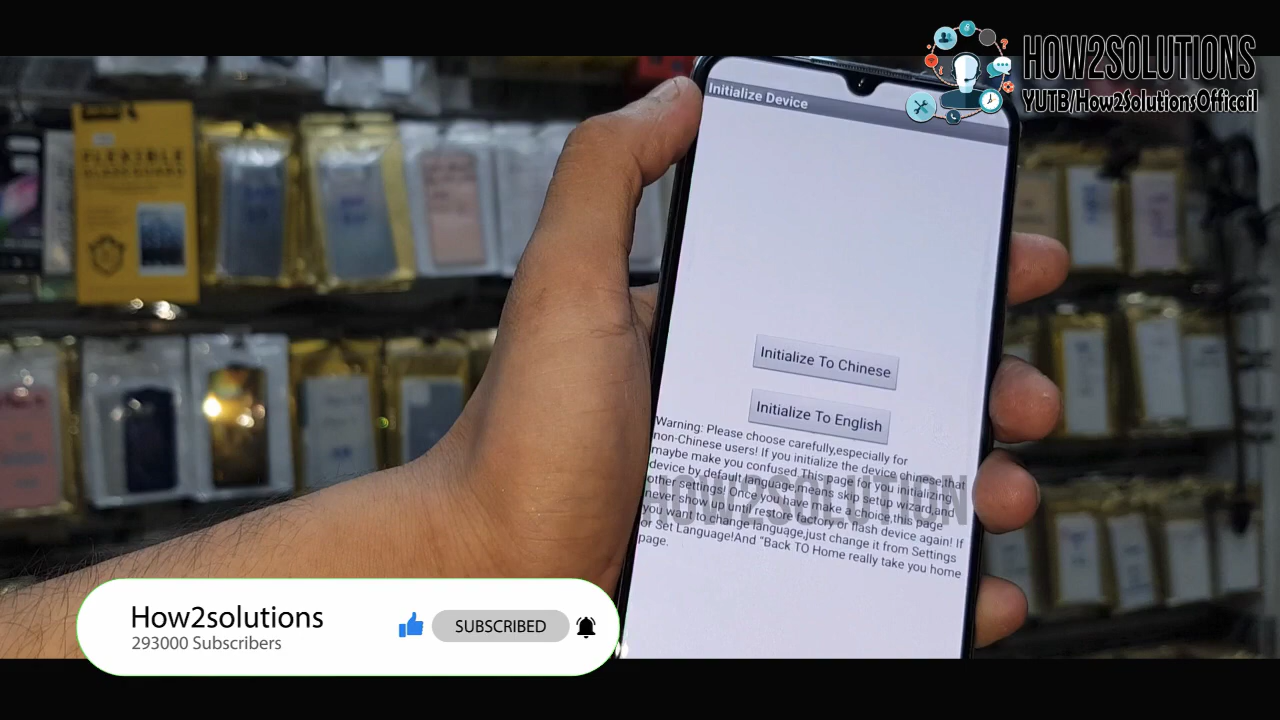 HOW2SOLUTIONS
YUTB/How2SolutionsOfficail
FLEXIBLE
Initialize Device
Initialize To Chinese
Initialize To English
Warning: Please choose carefully,especially for
non-Chinese users! If you initialize the device chinese,that
maybe make you confused This page for you initializing
device by default language,means skip setup wizard,and
other settings! Once you have make a choice,this page
never show up until restore factory or flash device again! If
you want to change language,just change it from Settings
or Set Language!And "Back TO Home really take you home
page.
HOW2SOLUTION
How2solutions
293000 Subscribers
SUBSCRIBED